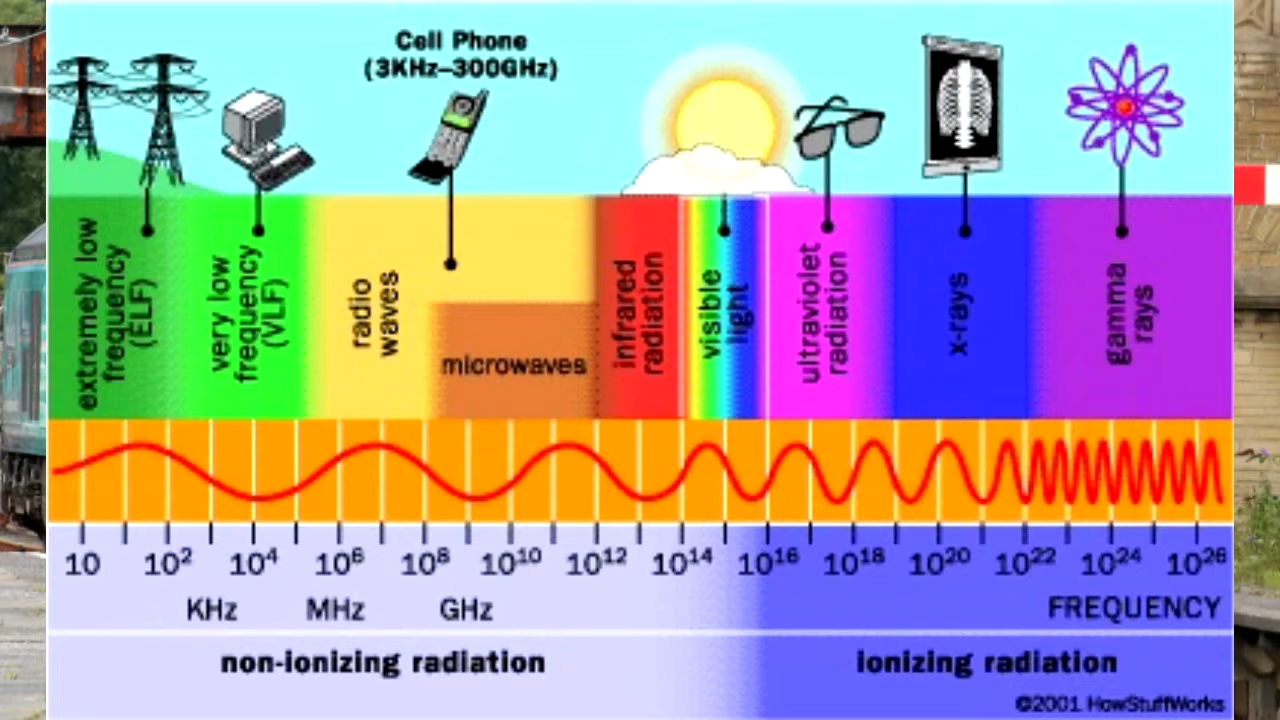 Cell Phone
(3KHz–300GHz)
extremely low
frequency
(ELF)
very low
frequency
(VLF)
radio
waves
microwaves
infrared
radiation
visible
light
ultraviolet
radiation
x-rays
gamma
rays
10 10² 10⁴ 10⁶ 10⁸ 10¹⁰ 10¹² 10¹⁴ 10¹⁶ 10¹⁸ 10²⁰ 10²² 10²⁴ 10²⁶
KHz MHz GHz FREQUENCY
non-ionizing radiation ionizing radiation
©2001 HowStuffWorks